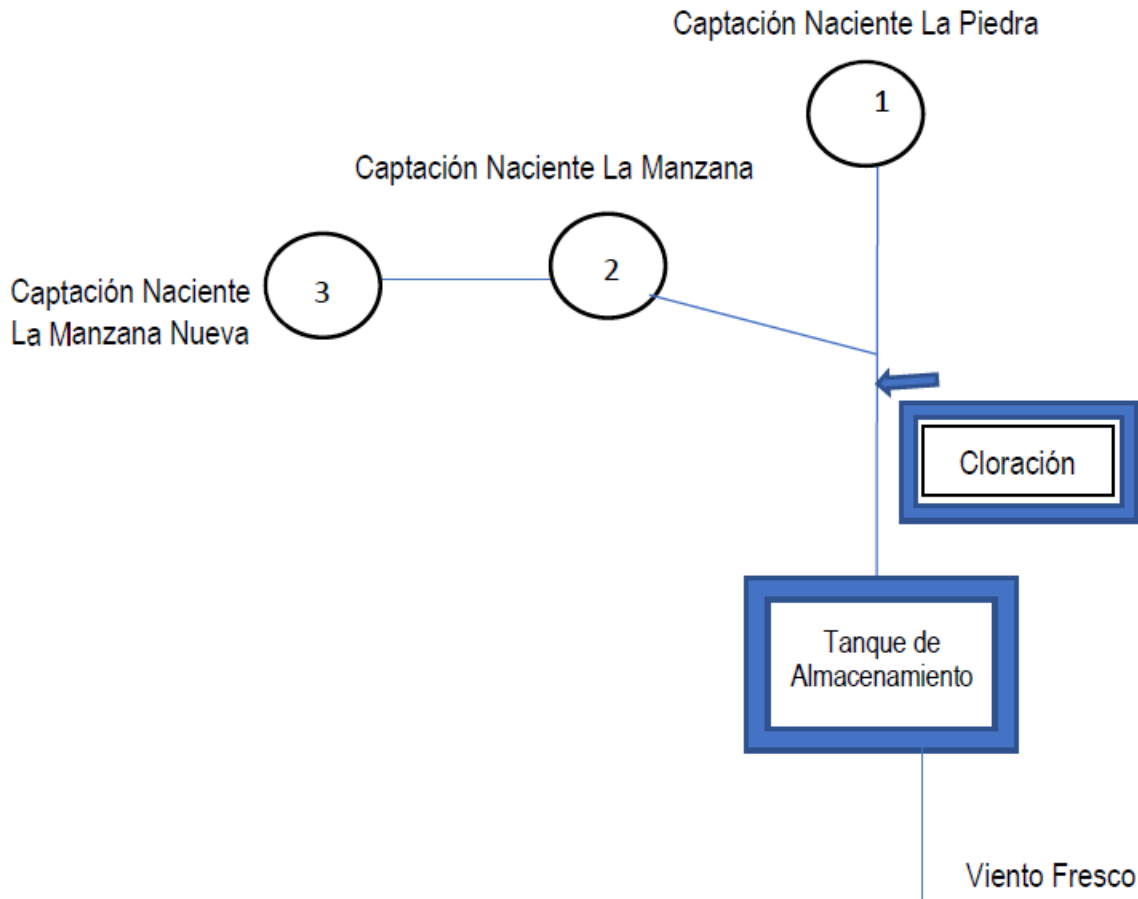 Captación Naciente La Piedra
1
Captación Naciente La Manzana
2
Captación Naciente
La Manzana Nueva
3
Cloración
Tanque de
Almacenamiento
Viento Fresco